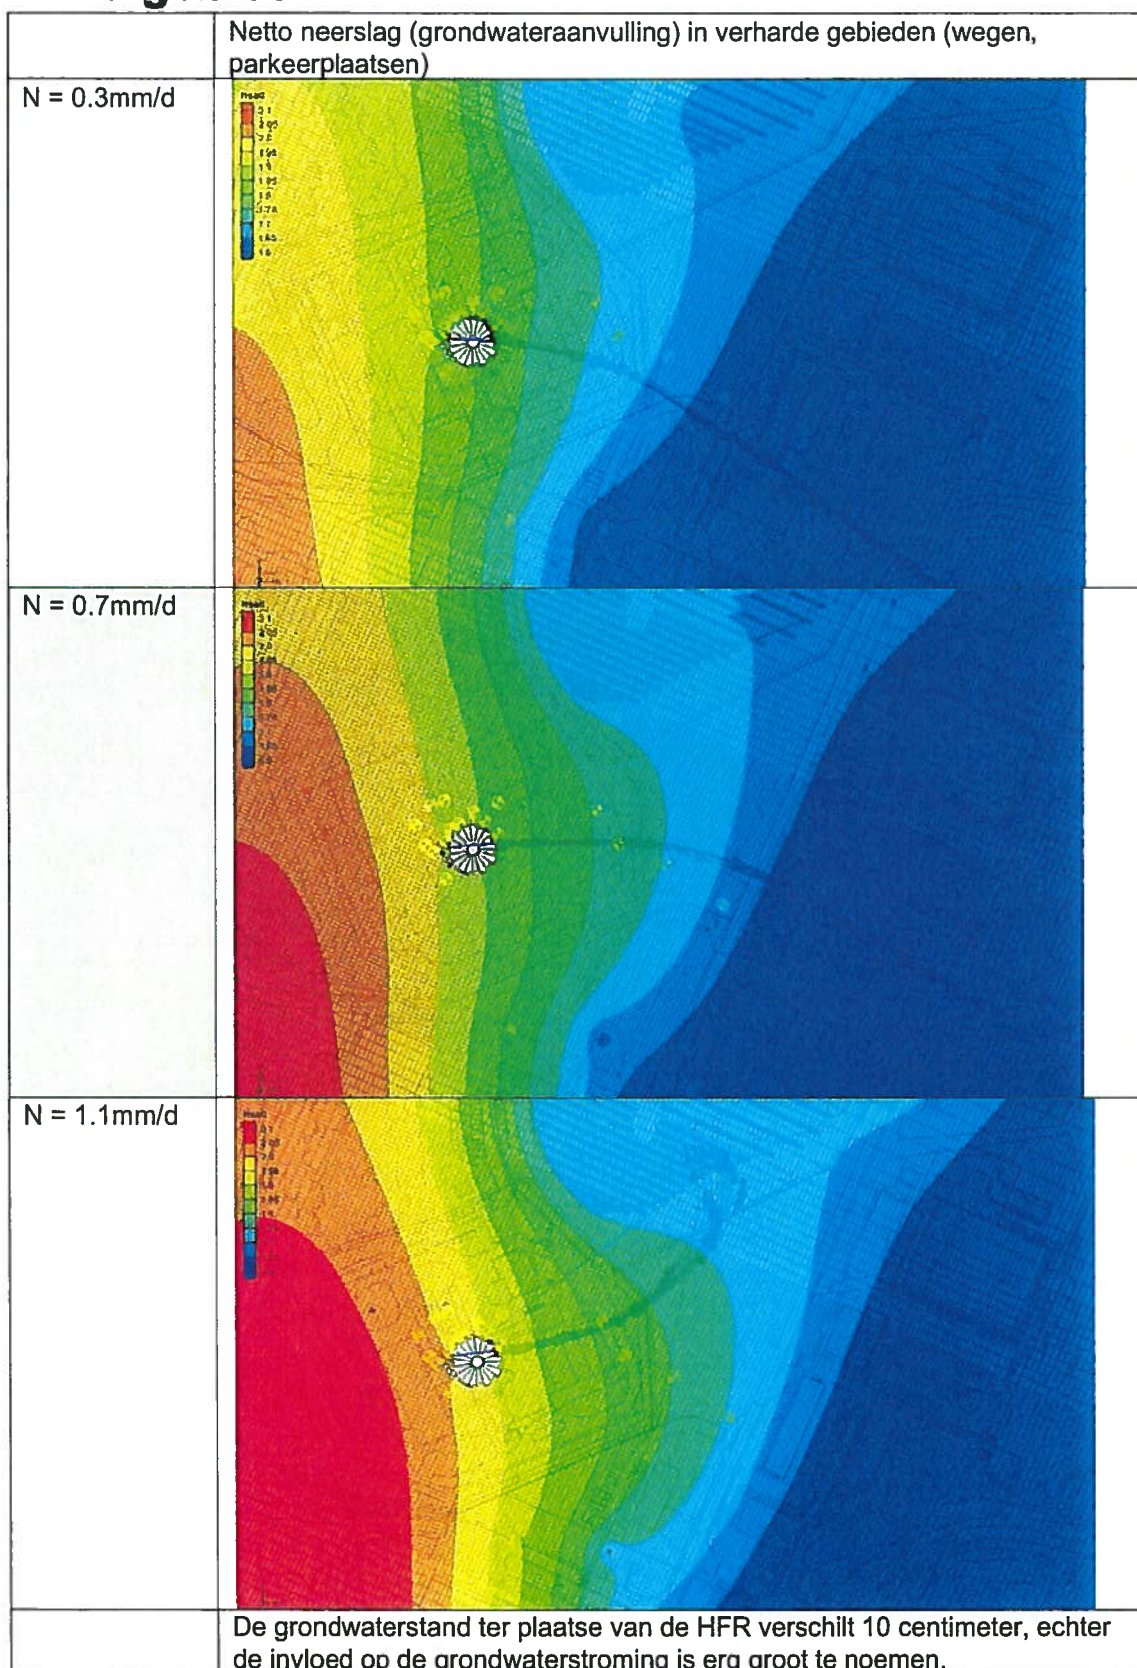 Netto neerslag (grondwateraanvulling) in verharde gebieden (wegen,
parkeerplaatsen)
N = 0.3mm/d
N = 0.7mm/d
N = 1.1mm/d
De grondwaterstand ter plaatse van de HFR verschilt 10 centimeter, echter
de invloed op de grondwaterstroming is erg groot te noemen.